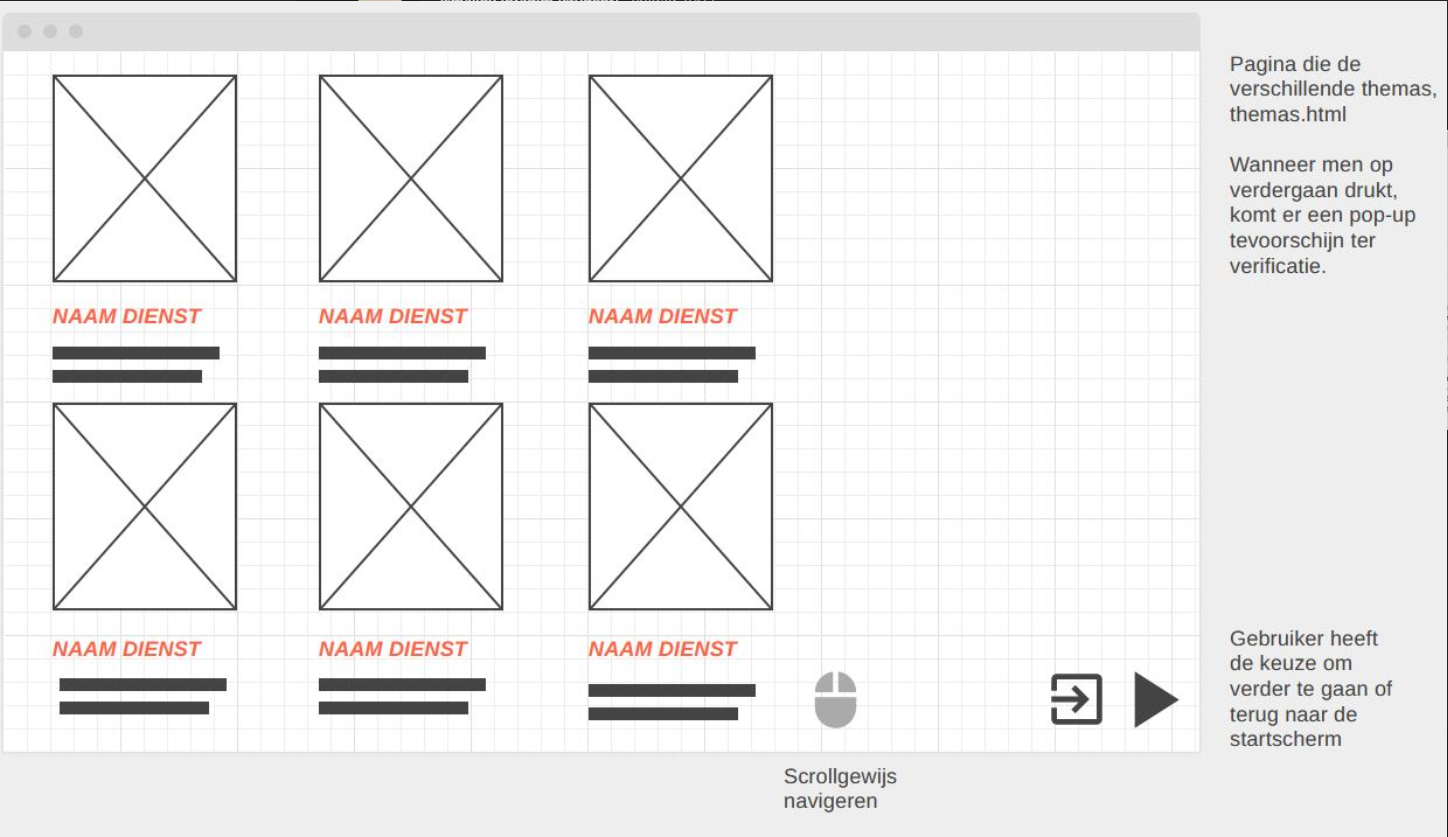 Pagina die de
verschillende themas,
themas.html
Wanneer men op
verdergaan drukt,
komt er een pop-up
tevoorschijn ter
verificatie.
NAAM DIENST
NAAM DIENST
NAAM DIENST
NAAM DIENST
NAAM DIENST
NAAM DIENST
Gebruiker heeft
de keuze om
verder te gaan of
terug naar de
startscherm
Scrollgewijs
navigeren